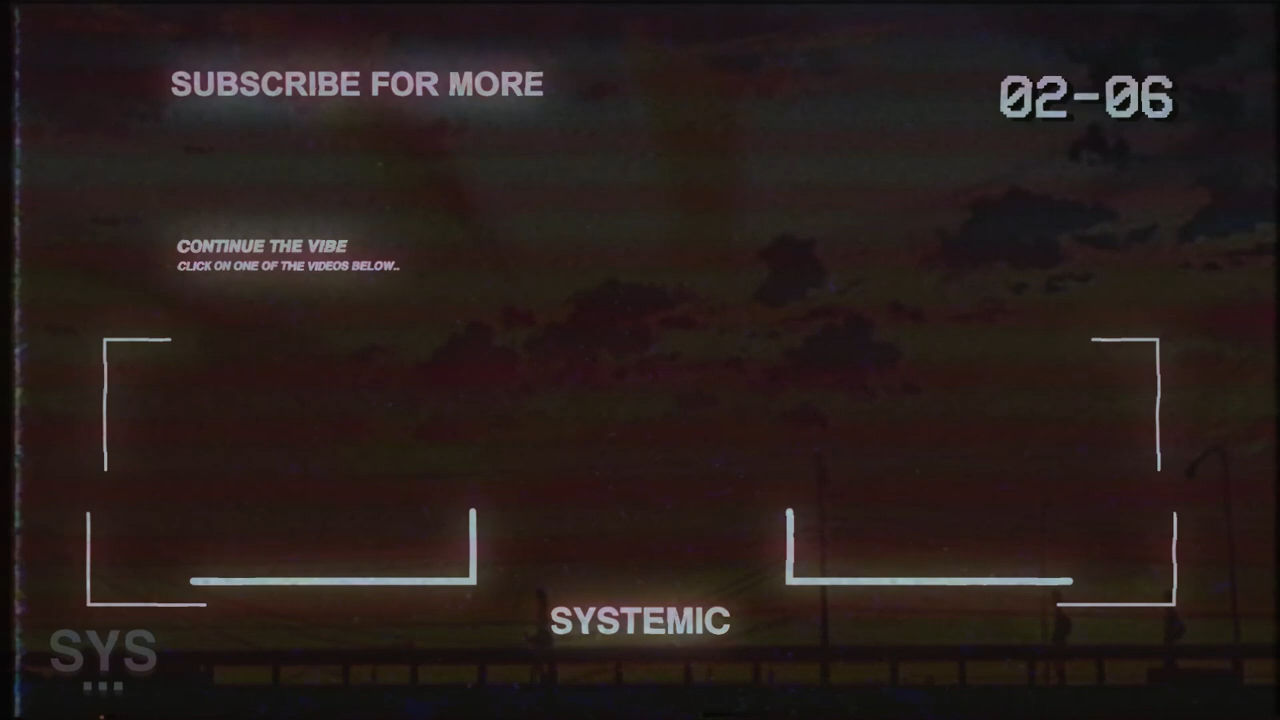 SUBSCRIBE FOR MORE
02-06
CONTINUE THE VIBE
CLICK ON ONE OF THE VIDEOS BELOW..
SYSTEMIC
SYS